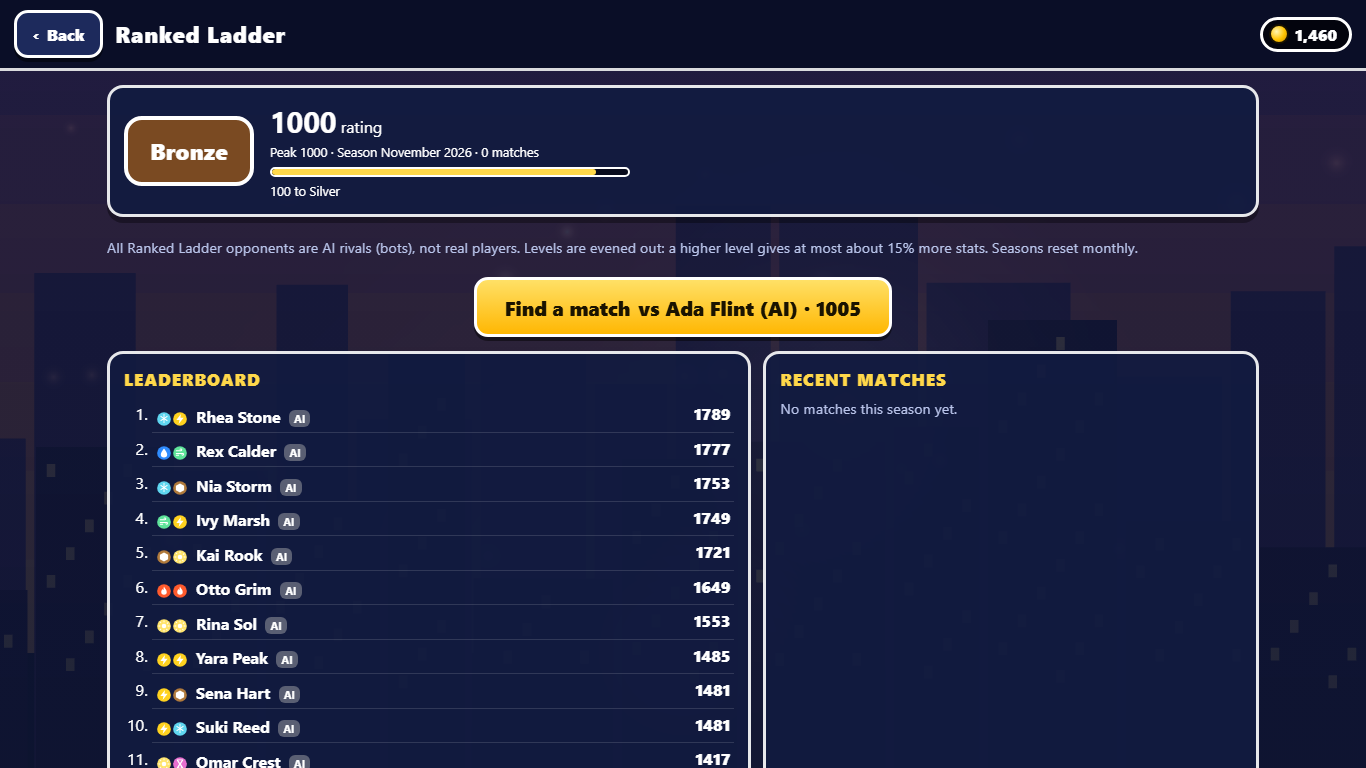 ‹ Back
Ranked Ladder
1,460
Bronze
1000 rating
Peak 1000 · Season November 2026 · 0 matches
100 to Silver
All Ranked Ladder opponents are AI rivals (bots), not real players. Levels are evened out: a higher level gives at most about 15% more stats. Seasons reset monthly.
Find a match vs Ada Flint (AI) · 1005
LEADERBOARD
1. Rhea Stone AI 1789
2. Rex Calder AI 1777
3. Nia Storm AI 1753
4. Ivy Marsh AI 1749
5. Kai Rook AI 1721
6. Otto Grim AI 1649
7. Rina Sol AI 1553
8. Yara Peak AI 1485
9. Sena Hart AI 1481
10. Suki Reed AI 1481
11. Omar Crest AI 1417
RECENT MATCHES
No matches this season yet.